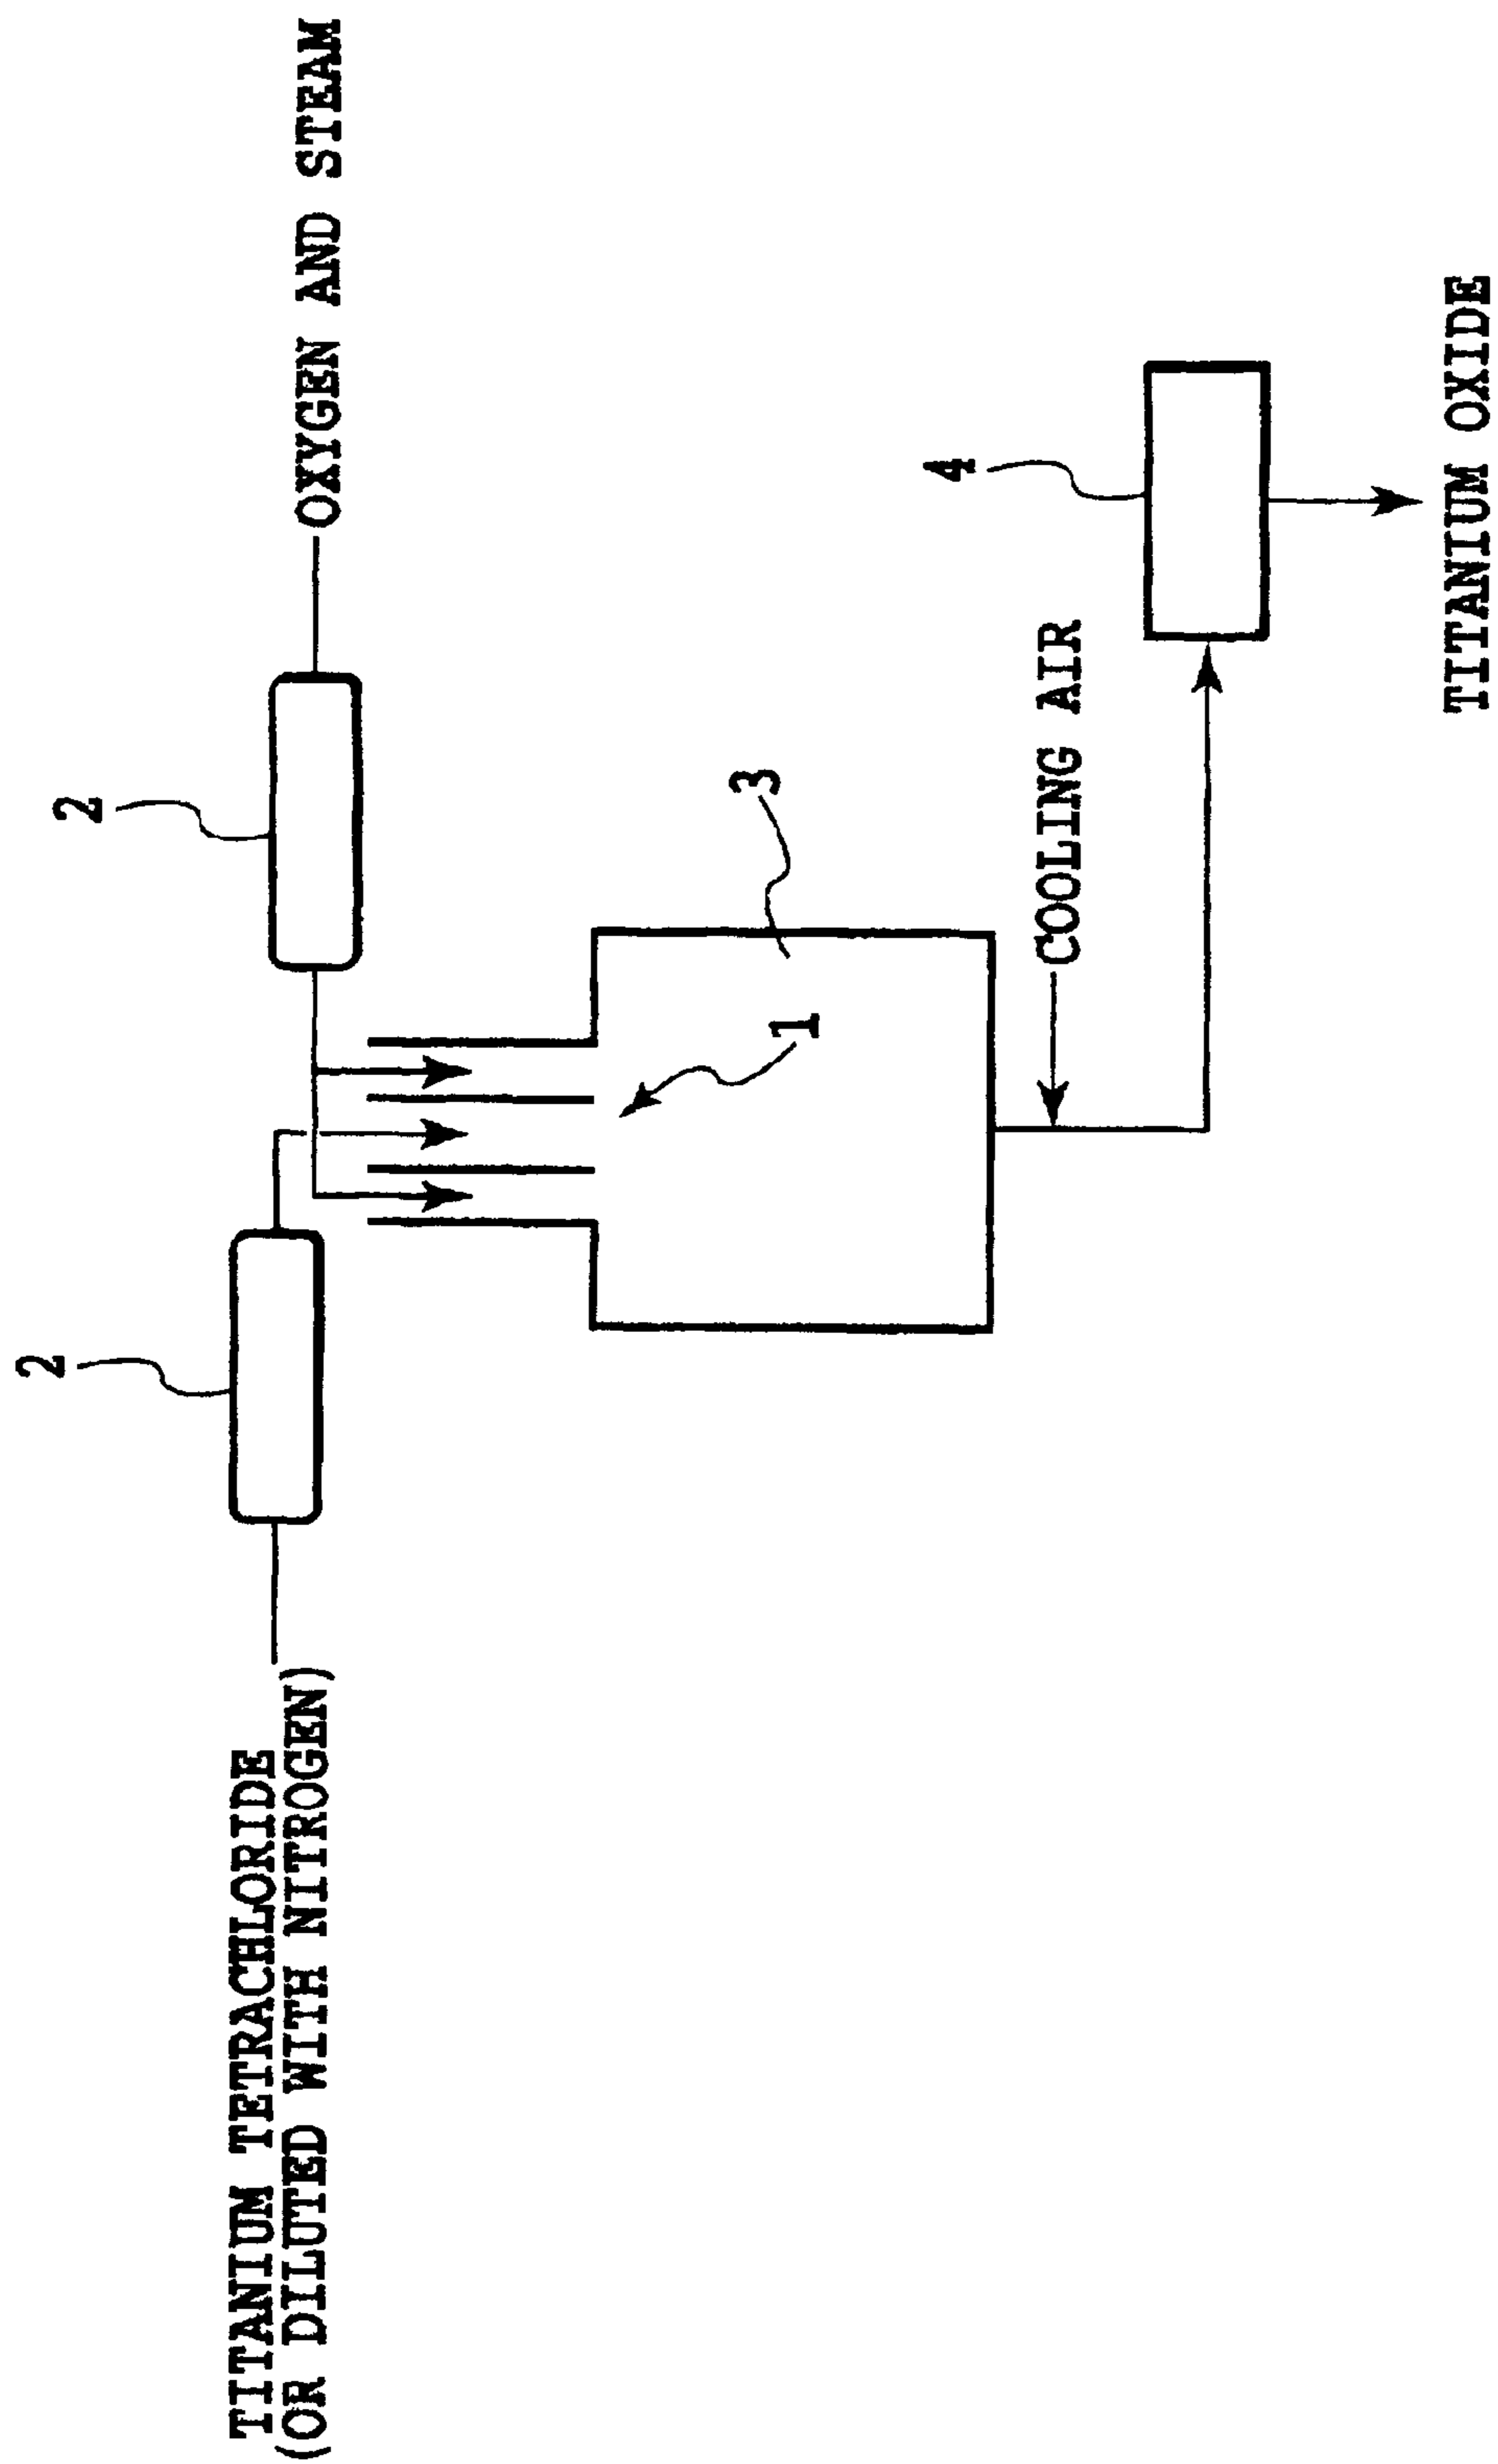 TITANIUM TETRACHLORIDE
(OR DILUTED WITH NITROGEN)
2
2
OXYGEN AND STEAM
1
3
COOLING AIR
4
TITANIUM OXIDE